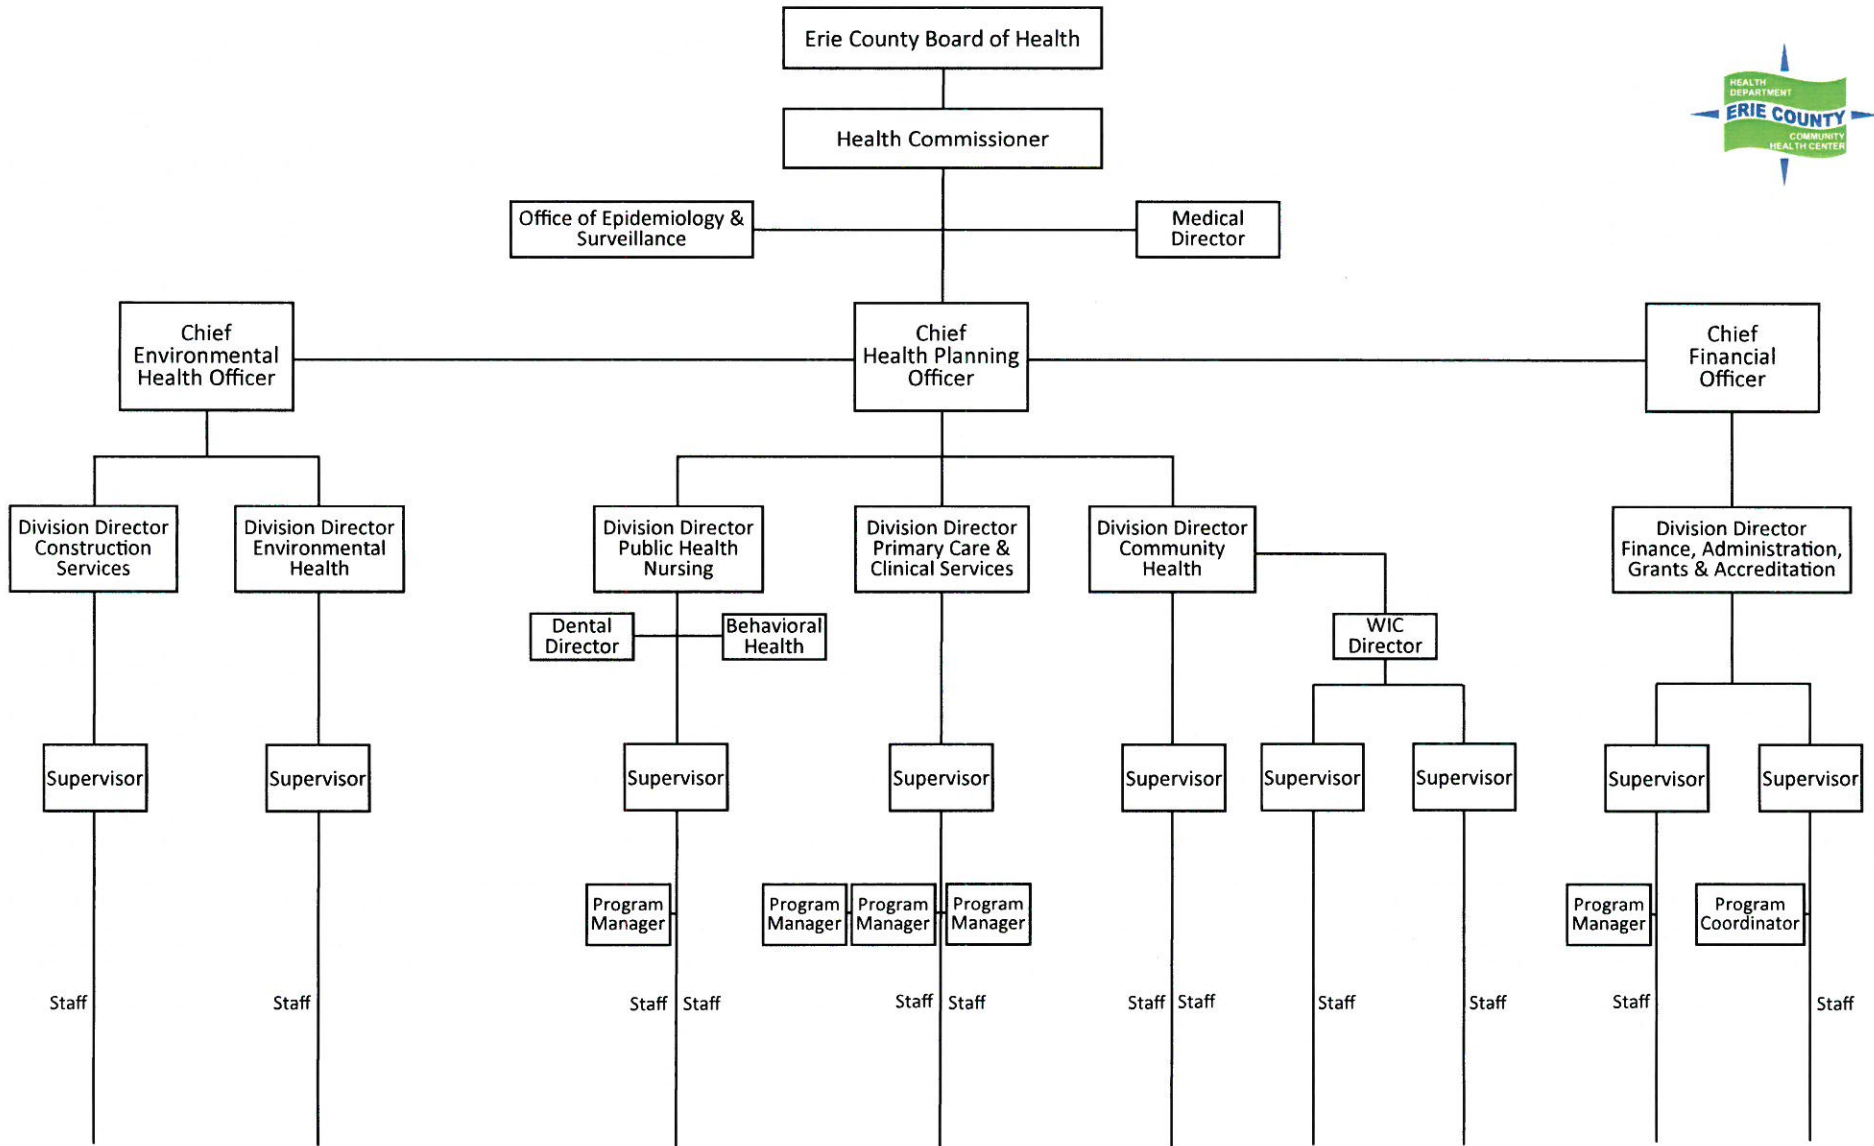 Erie County Board of Health
HEALTH
DEPARTMENT
ERIE COUNTY
COMMUNITY
HEALTH CENTER
Health Commissioner
Office of Epidemiology &
Surveillance
Medical
Director
Chief
Environmental
Health Officer
Chief
Health Planning
Officer
Chief
Financial
Officer
Division Director
Construction
Services
Division Director
Environmental
Health
Division Director
Public Health
Nursing
Division Director
Primary Care &
Clinical Services
Division Director
Community
Health
Division Director
Finance, Administration,
Grants & Accreditation
Dental
Director
Behavioral
Health
WIC
Director
Supervisor
Supervisor
Supervisor
Supervisor
Supervisor
Supervisor
Supervisor
Supervisor
Supervisor
Program
Manager
Program
Manager
Program
Manager
Program
Manager
Program
Manager
Program
Coordinator
Staff
Staff
Staff
Staff
Staff
Staff
Staff
Staff
Staff
Staff
Staff
Staff